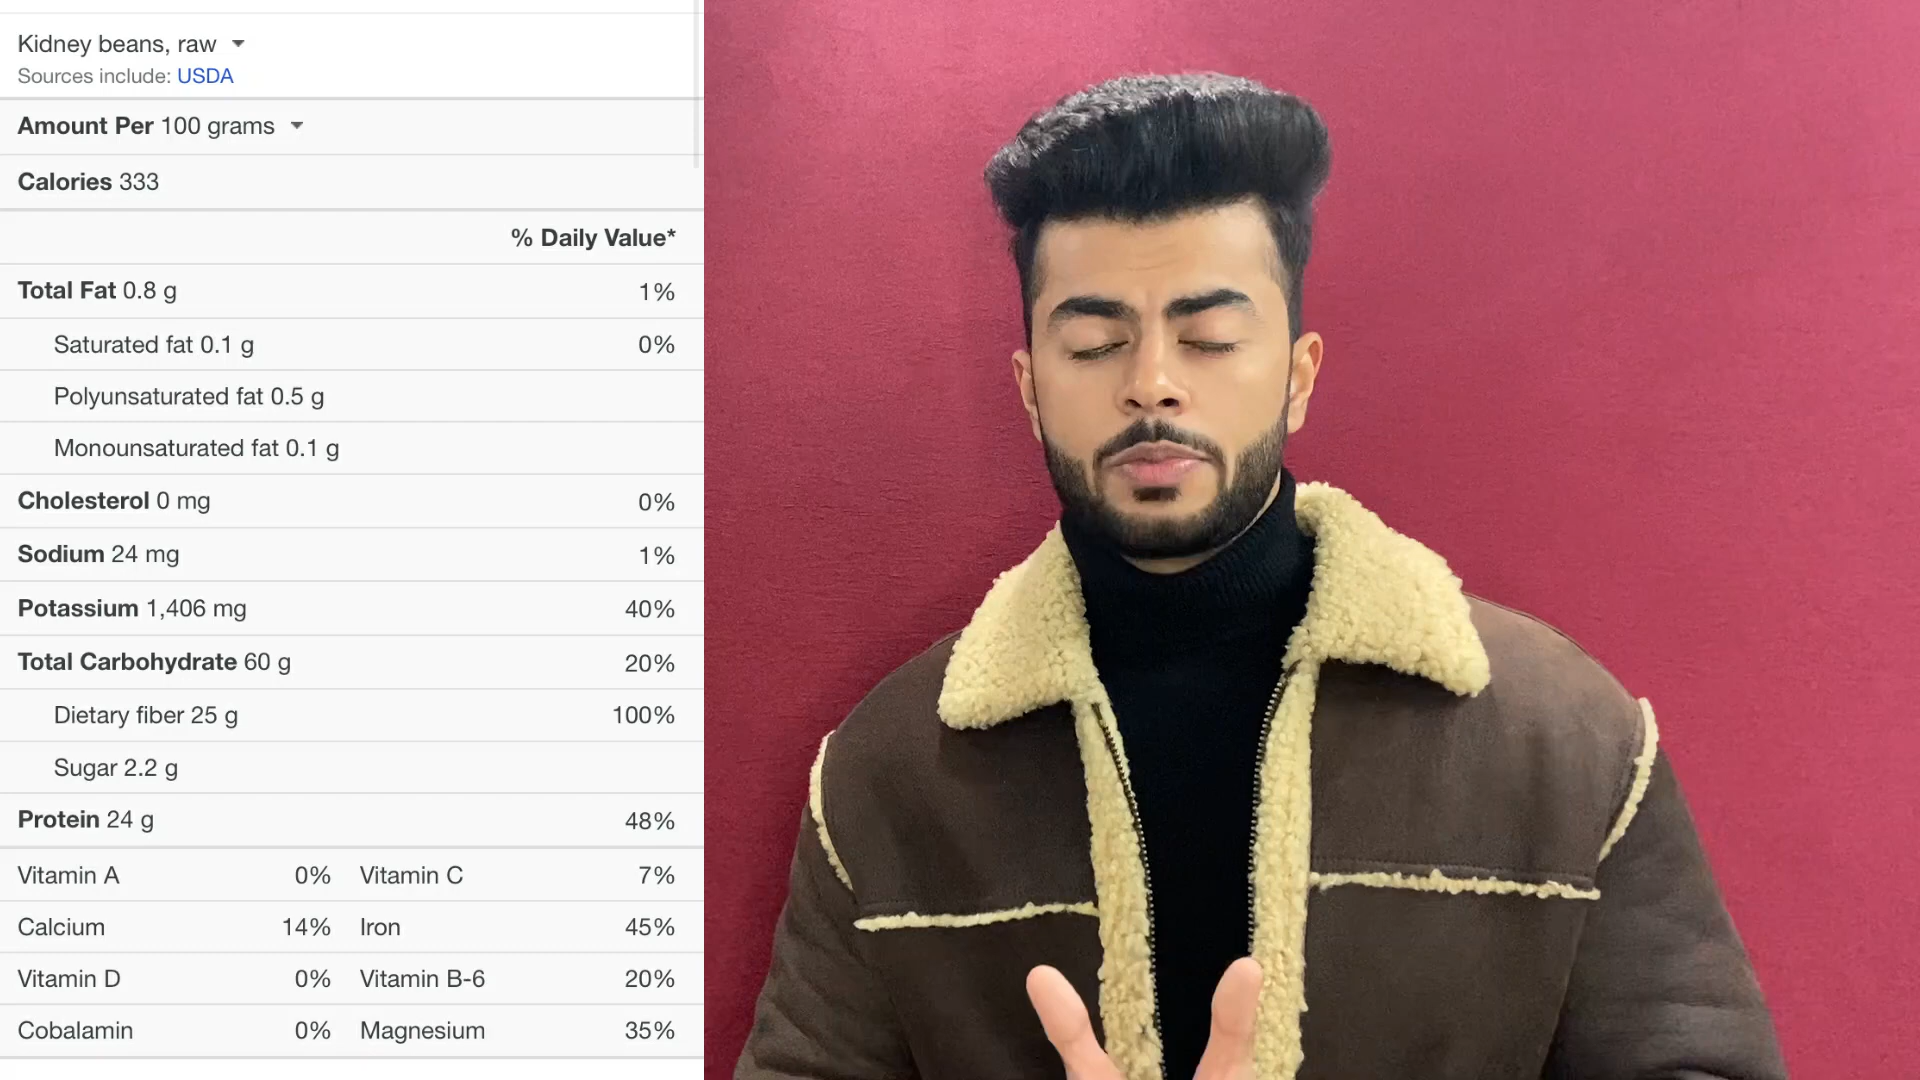 Kidney beans, raw
Sources include: USDA
Amount Per 100 grams
Calories 333
% Daily Value*
Total Fat 0.8 g 1%
Saturated fat 0.1 g 0%
Polyunsaturated fat 0.5 g
Monounsaturated fat 0.1 g
Cholesterol 0 mg 0%
Sodium 24 mg 1%
Potassium 1,406 mg 40%
Total Carbohydrate 60 g 20%
Dietary fiber 25 g 100%
Sugar 2.2 g
Protein 24 g 48%
Vitamin A 0% Vitamin C 7%
Calcium 14% Iron 45%
Vitamin D 0% Vitamin B-6 20%
Cobalamin 0% Magnesium 35%